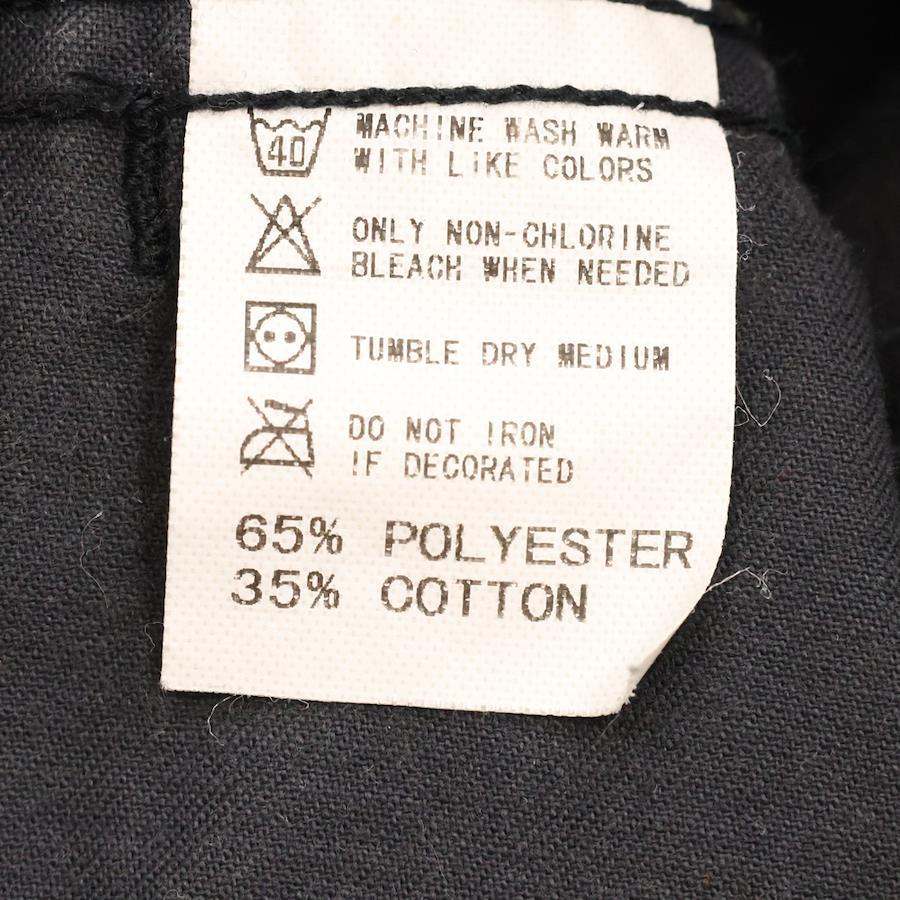 40 MACHINE WASH WARM
WITH LIKE COLORS
ONLY NON-CHLORINE
BLEACH WHEN NEEDED
TUMBLE DRY MEDIUM
DO NOT IRON
IF DECORATED
65% POLYESTER
35% COTTON